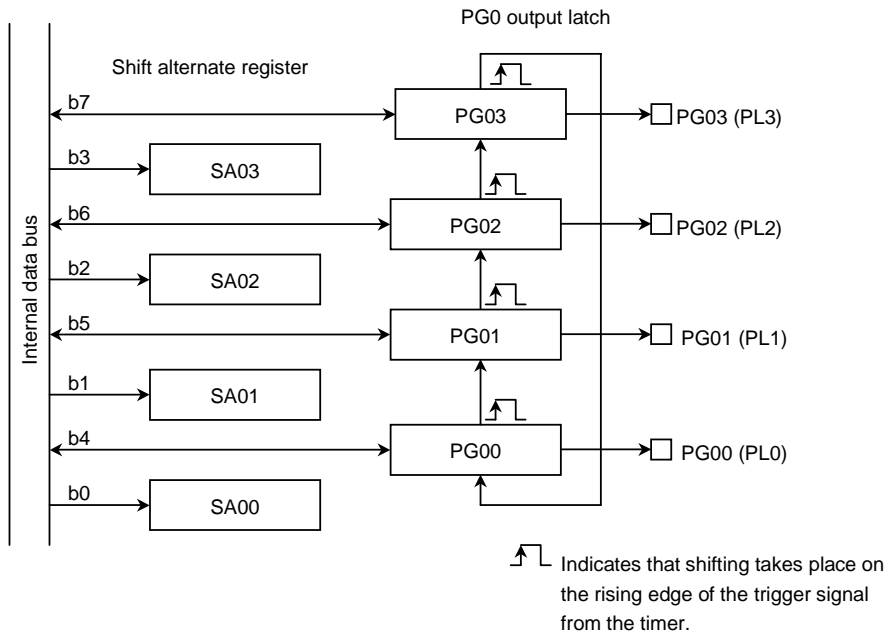 PG0 output latch
Shift alternate register
b7
PG03
PG03 (PL3)
b3
SA03
b6
PG02
PG02 (PL2)
b2
SA02
Internal data bus
b5
PG01
PG01 (PL1)
b1
SA01
b4
PG00
PG00 (PL0)
b0
SA00
Indicates that shifting takes place on
the rising edge of the trigger signal
from the timer.